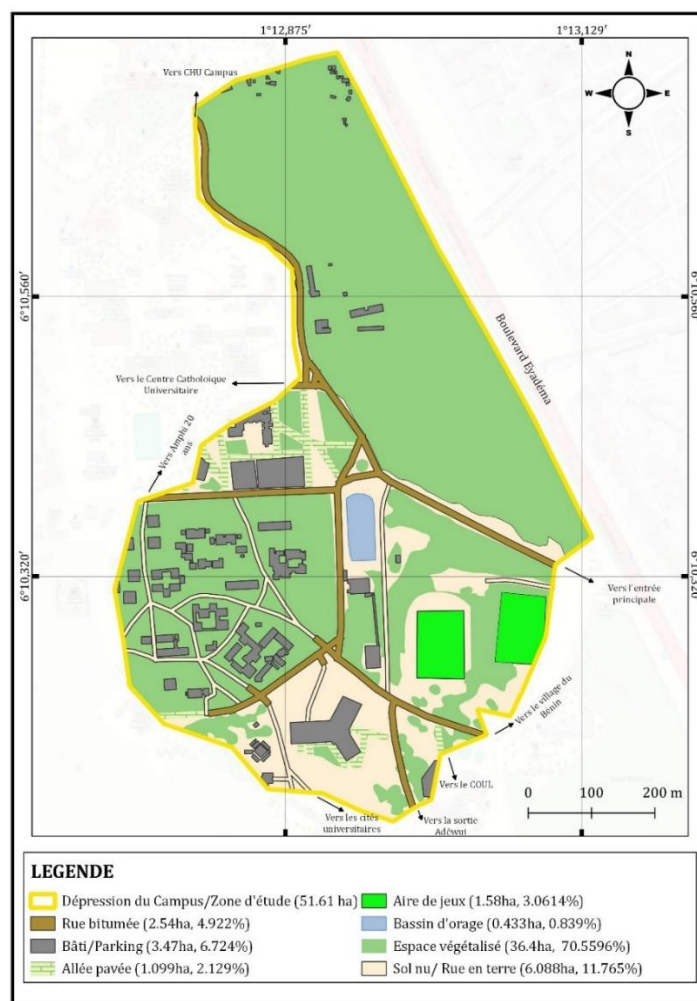 1°12,875′ 1°13,129′
Vers CHU Campus
N
W E
S
6°10,560′ 6°10,560′
Boulevard Eyadéma
Vers le Centre Catholoique
Universitaire
Vers Amphi 20
ans
6°10,320′ 6°10,320′
Vers l'entrée
principale
Vers le village du
Bénin
Vers le COUL
0 100 200 m
Vers les cités
universitaires
Vers la sortie
Adéwui
LEGENDE
Dépression du Campus/Zone d'étude (51.61 ha)
Rue bitumée (2.54ha, 4.922%)
Bâti/Parking (3.47ha, 6.724%)
Allée pavée (1.099ha, 2.129%)
Aire de jeux (1.58ha, 3.0614%)
Bassin d'orage (0.433ha, 0.839%)
Espace végétalisé (36.4ha, 70.5596%)
Sol nu/ Rue en terre (6.088ha, 11.765%)